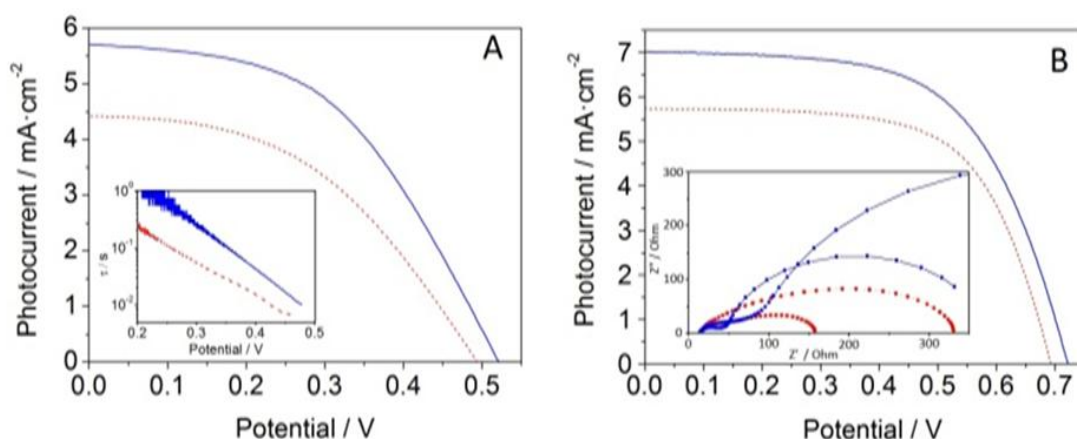 A
Photocurrent / mA·cm⁻²
6
5
4
3
2
1
0
0.0 0.1 0.2 0.3 0.4 0.5
Potential / V
τ / s
10⁰
10⁻¹
10⁻²
0.2 0.3 0.4 0.5
Potential / V
B
Photocurrent / mA·cm⁻²
7
6
5
4
3
2
1
0
0.0 0.1 0.2 0.3 0.4 0.5 0.6 0.7
Potential / V
Z'' / Ohm
300
200
100
0
0 100 200 300
Z' / Ohm